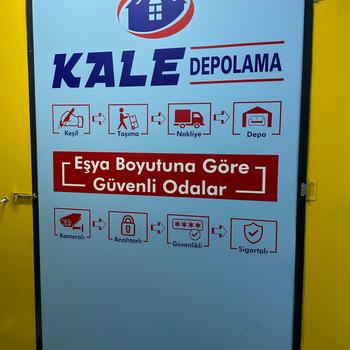 KALE DEPOLAMA
Keşif Taşıma Nakliye Depo
Eşya Boyutuna Göre
Güvenli Odalar
****
Kameralı Anahtarlı Güvenlikli Sigortalı